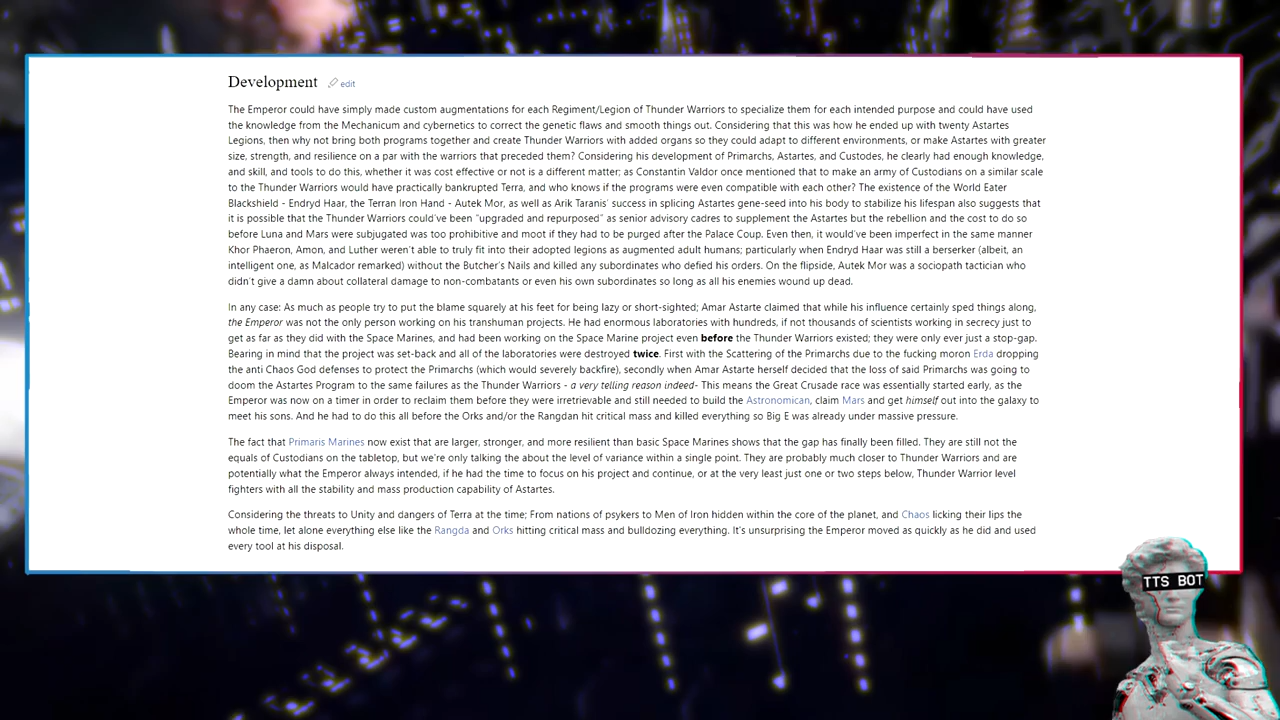 Development edit
The Emperor could have simply made custom augmentations for each Regiment/Legion of Thunder Warriors to specialize them for each intended purpose and could have used
the knowledge from the Mechanicum and cybernetics to correct the genetic flaws and smooth things out. Considering that this was how he ended up with twenty Astartes
Legions, then why not bring both programs together and create Thunder Warriors with added organs so they could adapt to different environments, or make Astartes with greater
size, strength, and resilience on a par with the warriors that preceded them? Considering his development of Primarchs, Astartes, and Custodes, he clearly had enough knowledge,
and skill, and tools to do this, whether it was cost effective or not is a different matter; as Constantin Valdor once mentioned that to make an army of Custodians on a similar scale
to the Thunder Warriors would have practically bankrupted Terra, and who knows if the programs were even compatible with each other? The existence of the World Eater
Blackshield - Endryd Haar, the Terran Iron Hand - Autek Mor, as well as Arik Taranis' success in splicing Astartes gene-seed into his body to stabilize his lifespan also suggests that
it is possible that the Thunder Warriors could've been "upgraded and repurposed" as senior advisory cadres to supplement the Astartes but the rebellion and the cost to do so
before Luna and Mars were subjugated was too prohibitive and moot if they had to be purged after the Palace Coup. Even then, it would've been imperfect in the same manner
Khor Phaeron, Amon, and Luther weren't able to truly fit into their adopted legions as augmented adult humans; particularly when Endryd Haar was still a berserker (albeit, an
intelligent one, as Malcador remarked) without the Butcher's Nails and killed any subordinates who defied his orders. On the flipside, Autek Mor was a sociopath tactician who
didn't give a damn about collateral damage to non-combatants or even his own subordinates so long as all his enemies wound up dead.
In any case: As much as people try to put the blame squarely at his feet for being lazy or short-sighted; Amar Astarte claimed that while his influence certainly sped things along,
the Emperor was not the only person working on his transhuman projects. He had enormous laboratories with hundreds, if not thousands of scientists working in secrecy just to
get as far as they did with the Space Marines, and had been working on the Space Marine project even before the Thunder Warriors existed; they were only ever just a stop-gap.
Bearing in mind that the project was set-back and all of the laboratories were destroyed twice. First with the Scattering of the Primarchs due to the fucking moron Erda dropping
the anti Chaos God defenses to protect the Primarchs (which would severely backfire), secondly when Amar Astarte herself decided that the loss of said Primarchs was going to
doom the Astartes Program to the same failures as the Thunder Warriors - a very telling reason indeed- This means the Great Crusade race was essentially started early, as the
Emperor was now on a timer in order to reclaim them before they were irretrievable and still needed to build the Astronomican, claim Mars and get himself out into the galaxy to
meet his sons. And he had to do this all before the Orks and/or the Rangdan hit critical mass and killed everything so Big E was already under massive pressure.
The fact that Primaris Marines now exist that are larger, stronger, and more resilient than basic Space Marines shows that the gap has finally been filled. They are still not the
equals of Custodians on the tabletop, but we're only talking the about the level of variance within a single point. They are probably much closer to Thunder Warriors and are
potentially what the Emperor always intended, if he had the time to focus on his project and continue, or at the very least just one or two steps below, Thunder Warrior level
fighters with all the stability and mass production capability of Astartes.
Considering the threats to Unity and dangers of Terra at the time; From nations of psykers to Men of Iron hidden within the core of the planet, and Chaos licking their lips the
whole time, let alone everything else like the Rangda and Orks hitting critical mass and bulldozing everything. It's unsurprising the Emperor moved as quickly as he did and used
every tool at his disposal.
TTS BOT